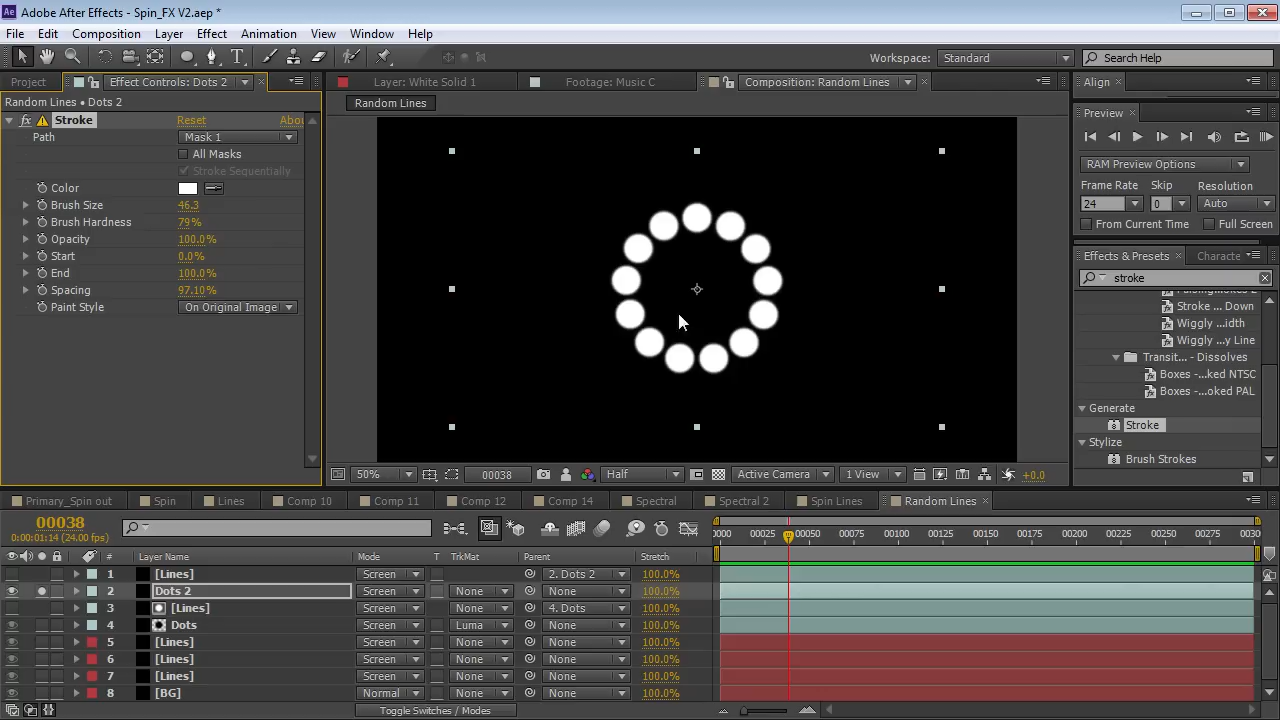 Ae Adobe After Effects - Spin_FX V2.aep *
File Edit Composition Layer Effect Animation View Window Help
Workspace: Standard Search Help
Project Effect Controls: Dots 2 Layer: White Solid 1 Footage: Music C Composition: Random Lines Align
Random Lines • Dots 2 Random Lines Preview
fx Stroke Reset Abou
Path Mask 1
All Masks
Stroke Sequentially
Color
Brush Size 46.3
Brush Hardness 79%
Opacity 100.0%
Start 0.0%
End 100.0%
Spacing 97.10%
Paint Style On Original Image
RAM Preview Options
Frame Rate Skip Resolution
24 0 Auto
From Current Time Full Screen
Effects & Presets Characte
stroke
Stroke ... Down
Wiggly ...idth
Wiggly ...y Line
Transit... - Dissolves
Boxes -...ked NTSC
Boxes -...oked PAL
Generate
Stroke
Stylize
Brush Strokes
50% 00038 Half Active Camera 1 View +0.0
Primary_Spin out Spin Lines Comp 10 Comp 11 Comp 12 Comp 14 Spectral Spectral 2 Spin Lines Random Lines
00038
0:00:01:14 (24.00 fps)
0000 00025 00050 00075 00100 00125 00150 00175 00200 00225 00250 00275 0030
# Layer Name Mode T TrkMat Parent Stretch
1 [Lines] Screen 2. Dots 2 100.0%
2 Dots 2 Screen None None 100.0%
3 [Lines] Screen None 4. Dots 100.0%
4 Dots Screen Luma None 100.0%
5 [Lines] Screen None None 100.0%
6 [Lines] Screen None None 100.0%
7 [Lines] Screen None None 100.0%
8 [BG] Normal None None 100.0%
Toggle Switches / Modes